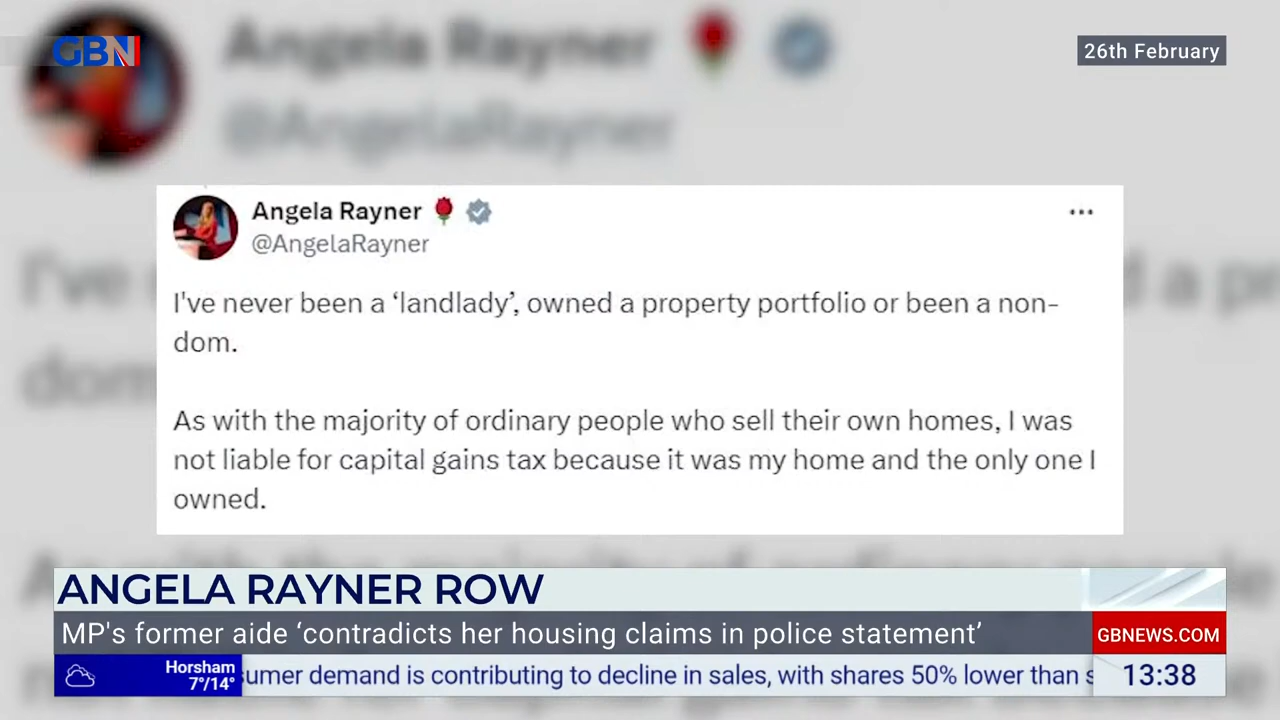 GBN
26th February
Angela Rayner
@AngelaRayner
Angela Rayner
@AngelaRayner
I've never been a ‘landlady’, owned a property portfolio or been a non-
dom.
As with the majority of ordinary people who sell their own homes, I was
not liable for capital gains tax because it was my home and the only one I
owned.
ANGELA RAYNER ROW
MP's former aide ‘contradicts her housing claims in police statement’
GBNEWS.COM
Horsham
7°/14°
umer demand is contributing to decline in sales, with shares 50% lower than s
13:38